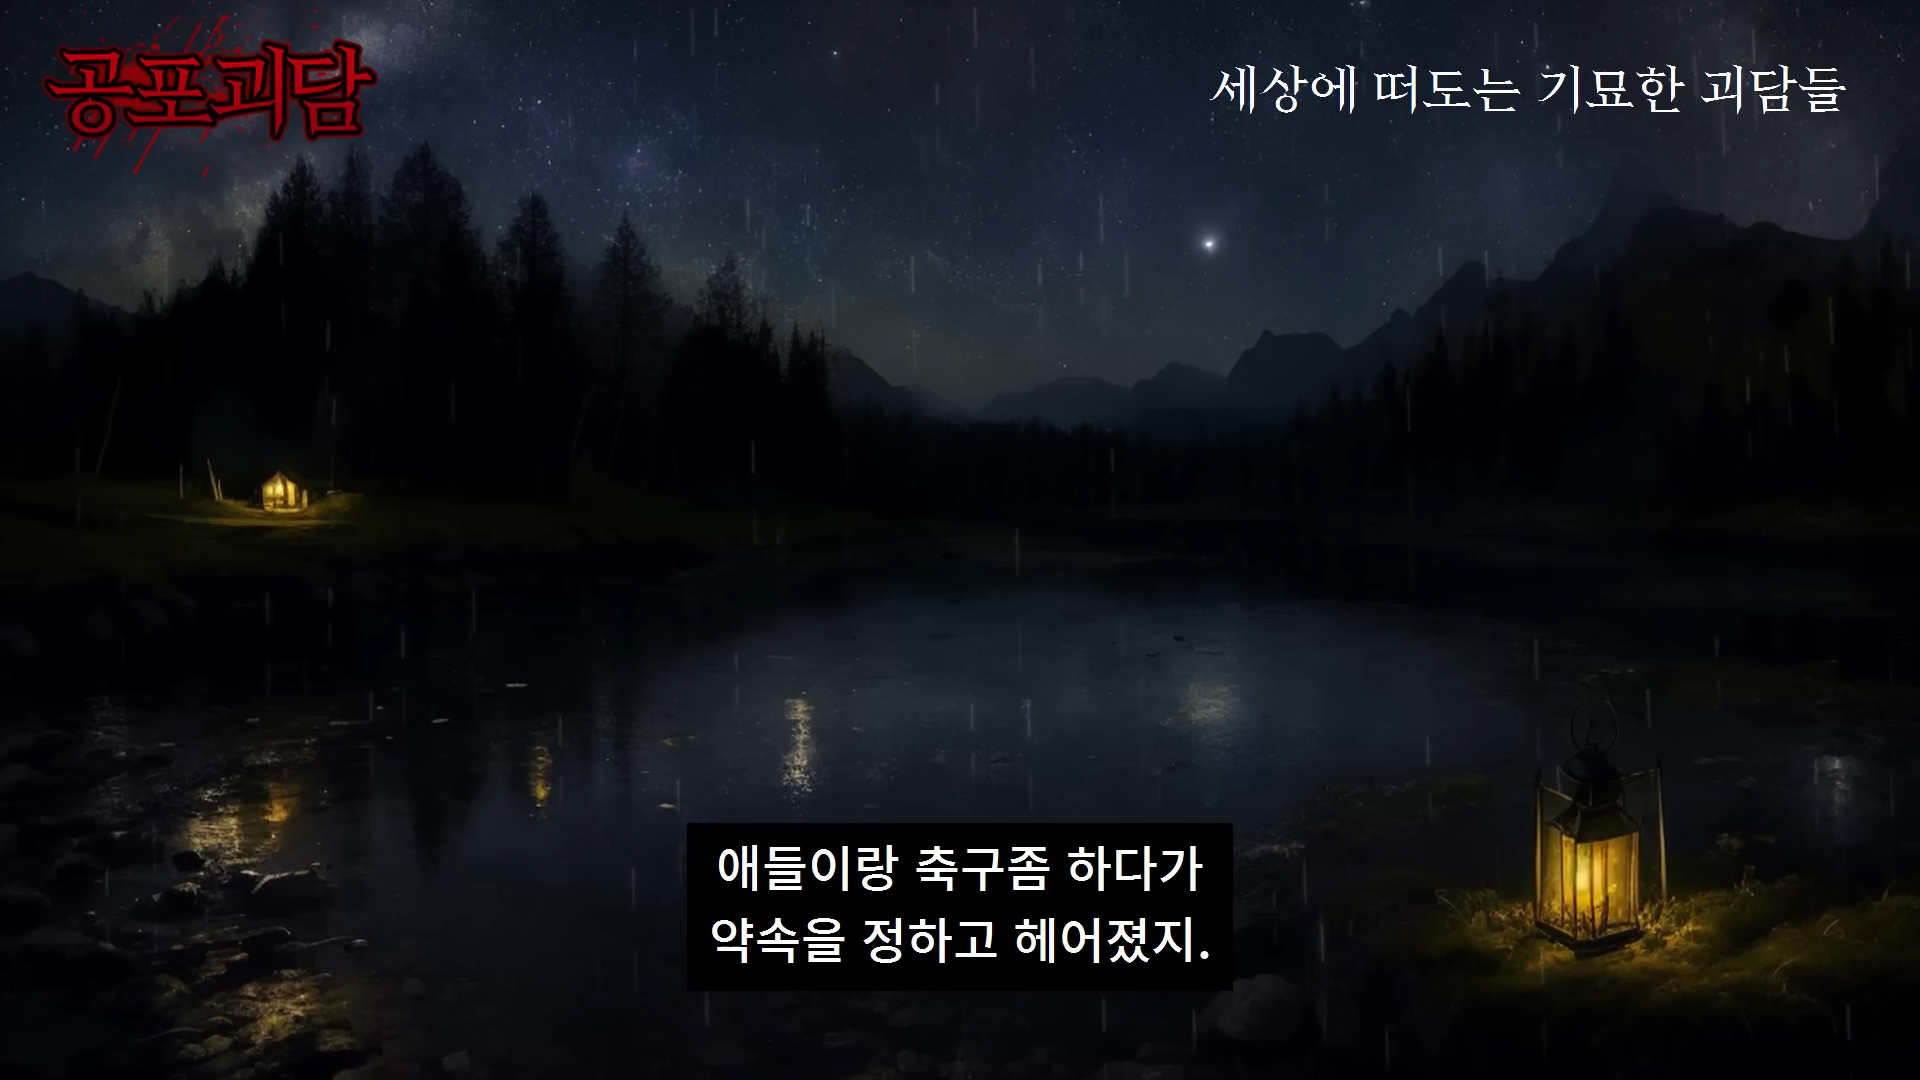 공포괴담
세상에 떠도는 기묘한 괴담들
애들이랑 축구좀 하다가
약속을 정하고 헤어졌지.